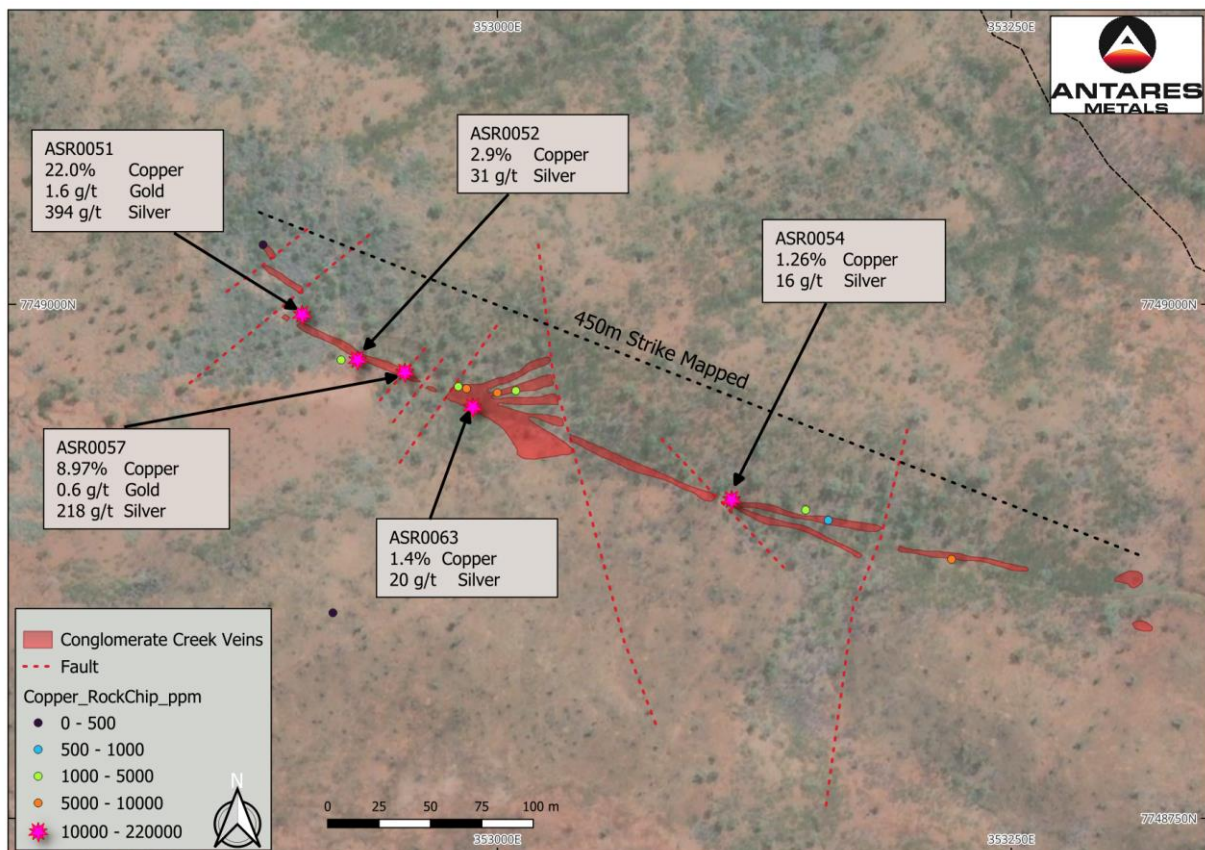 353000E
353250E
ANTARES
METALS
ASR0051
22.0% Copper
1.6 g/t Gold
394 g/t Silver
ASR0052
2.9% Copper
31 g/t Silver
ASR0054
1.26% Copper
16 g/t Silver
7749000N
7749000N
450m Strike Mapped
ASR0057
8.97% Copper
0.6 g/t Gold
218 g/t Silver
ASR0063
1.4% Copper
20 g/t Silver
Conglomerate Creek Veins
Fault
Copper_RockChip_ppm
0 - 500
500 - 1000
1000 - 5000
5000 - 10000
10000 - 220000
N
0 25 50 75 100 m
7748750N
353000E
353250E